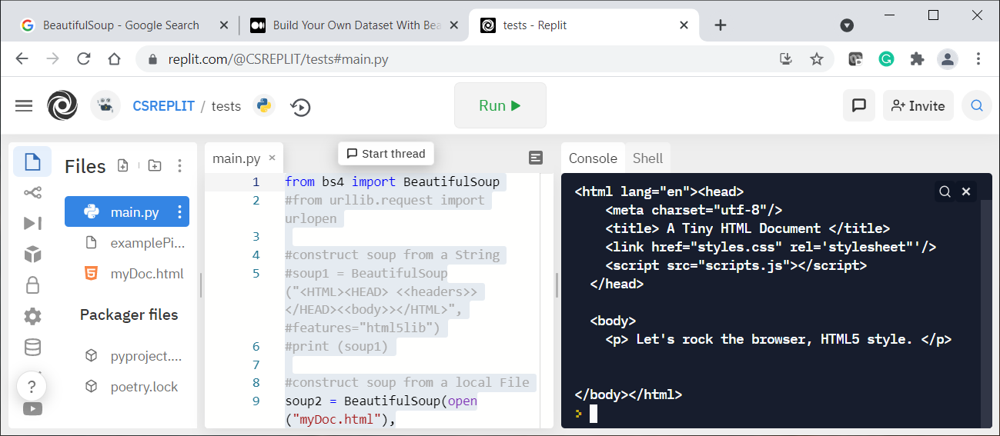 BeautifulSoup - Google Search
Build Your Own Dataset With Bea
tests - Replit
replit.com/@CSREPLIT/tests#main.py
CSREPLIT / tests
Run
Invite
Files
main.py
examplePi...
myDoc.html
Packager files
pyproject....
poetry.lock
?
main.py
Start thread
1 from bs4 import BeautifulSoup
2 #from urllib.request import
urlopen
3
4 #construct soup from a String
5 #soup1 = BeautifulSoup
("<HTML><HEAD> <<headers>>
</HEAD><<body>></HTML>",
#features="html5lib")
6 #print (soup1)
7
8 #construct soup from a local File
9 soup2 = BeautifulSoup(open
("myDoc.html"),
Console Shell
<html lang="en"><head>
<meta charset="utf-8"/>
<title> A Tiny HTML Document </title>
<link href="styles.css" rel='stylesheet"'/>
<script src="scripts.js"></script>
</head>
<body>
<p> Let's rock the browser, HTML5 style. </p>
</body></html>
>